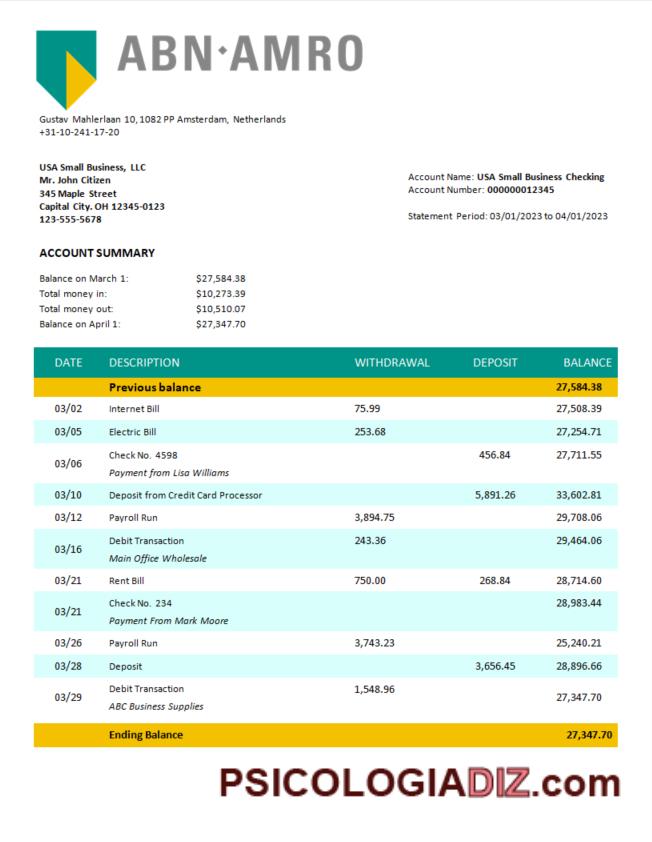 ABN·AMRO
Gustav Mahlerlaan 10, 1082 PP Amsterdam, Netherlands
+31-10-241-17-20
USA Small Business, LLC
Mr. John Citizen
345 Maple Street
Capital City. OH 12345-0123
123-555-5678
Account Name: USA Small Business Checking
Account Number: 000000012345
Statement Period: 03/01/2023 to 04/01/2023
ACCOUNT SUMMARY
Balance on March 1: $27,584.38
Total money in: $10,273.39
Total money out: $10,510.07
Balance on April 1: $27,347.70
DATE DESCRIPTION WITHDRAWAL DEPOSIT BALANCE
Previous balance 27,584.38
03/02 Internet Bill 75.99 27,508.39
03/05 Electric Bill 253.68 27,254.71
03/06 Check No. 4598 456.84 27,711.55
Payment from Lisa Williams
03/10 Deposit from Credit Card Processor 5,891.26 33,602.81
03/12 Payroll Run 3,894.75 29,708.06
03/16 Debit Transaction 243.36 29,464.06
Main Office Wholesale
03/21 Rent Bill 750.00 268.84 28,714.60
03/21 Check No. 234 28,983.44
Payment From Mark Moore
03/26 Payroll Run 3,743.23 25,240.21
03/28 Deposit 3,656.45 28,896.66
03/29 Debit Transaction 1,548.96 27,347.70
ABC Business Supplies
Ending Balance 27,347.70
PSICOLOGIADIZ.com